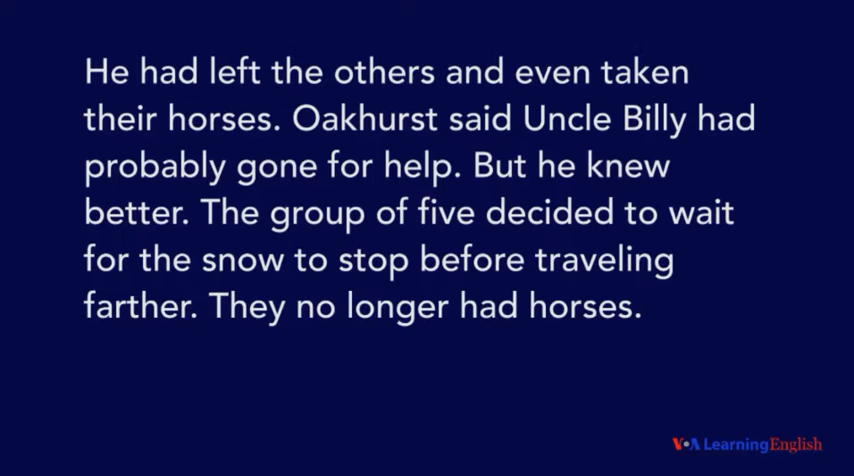 He had left the others and even taken
their horses. Oakhurst said Uncle Billy had
probably gone for help. But he knew
better. The group of five decided to wait
for the snow to stop before traveling
farther. They no longer had horses.
VOA Learning English